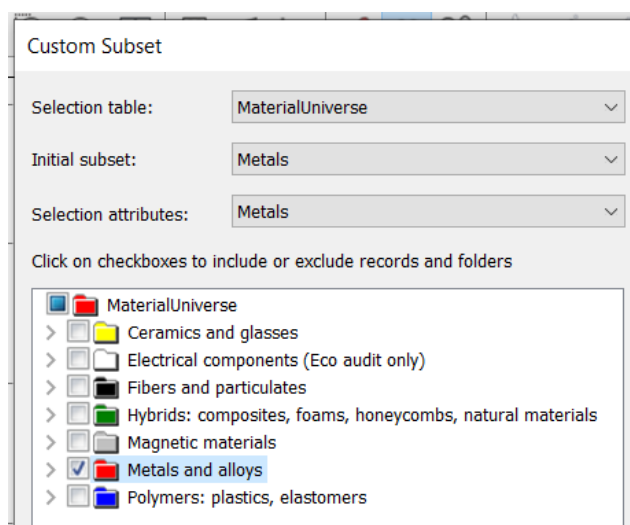 Custom Subset
Selection table: MaterialUniverse
Initial subset: Metals
Selection attributes: Metals
Click on checkboxes to include or exclude records and folders
MaterialUniverse
Ceramics and glasses
Electrical components (Eco audit only)
Fibers and particulates
Hybrids: composites, foams, honeycombs, natural materials
Magnetic materials
Metals and alloys
Polymers: plastics, elastomers